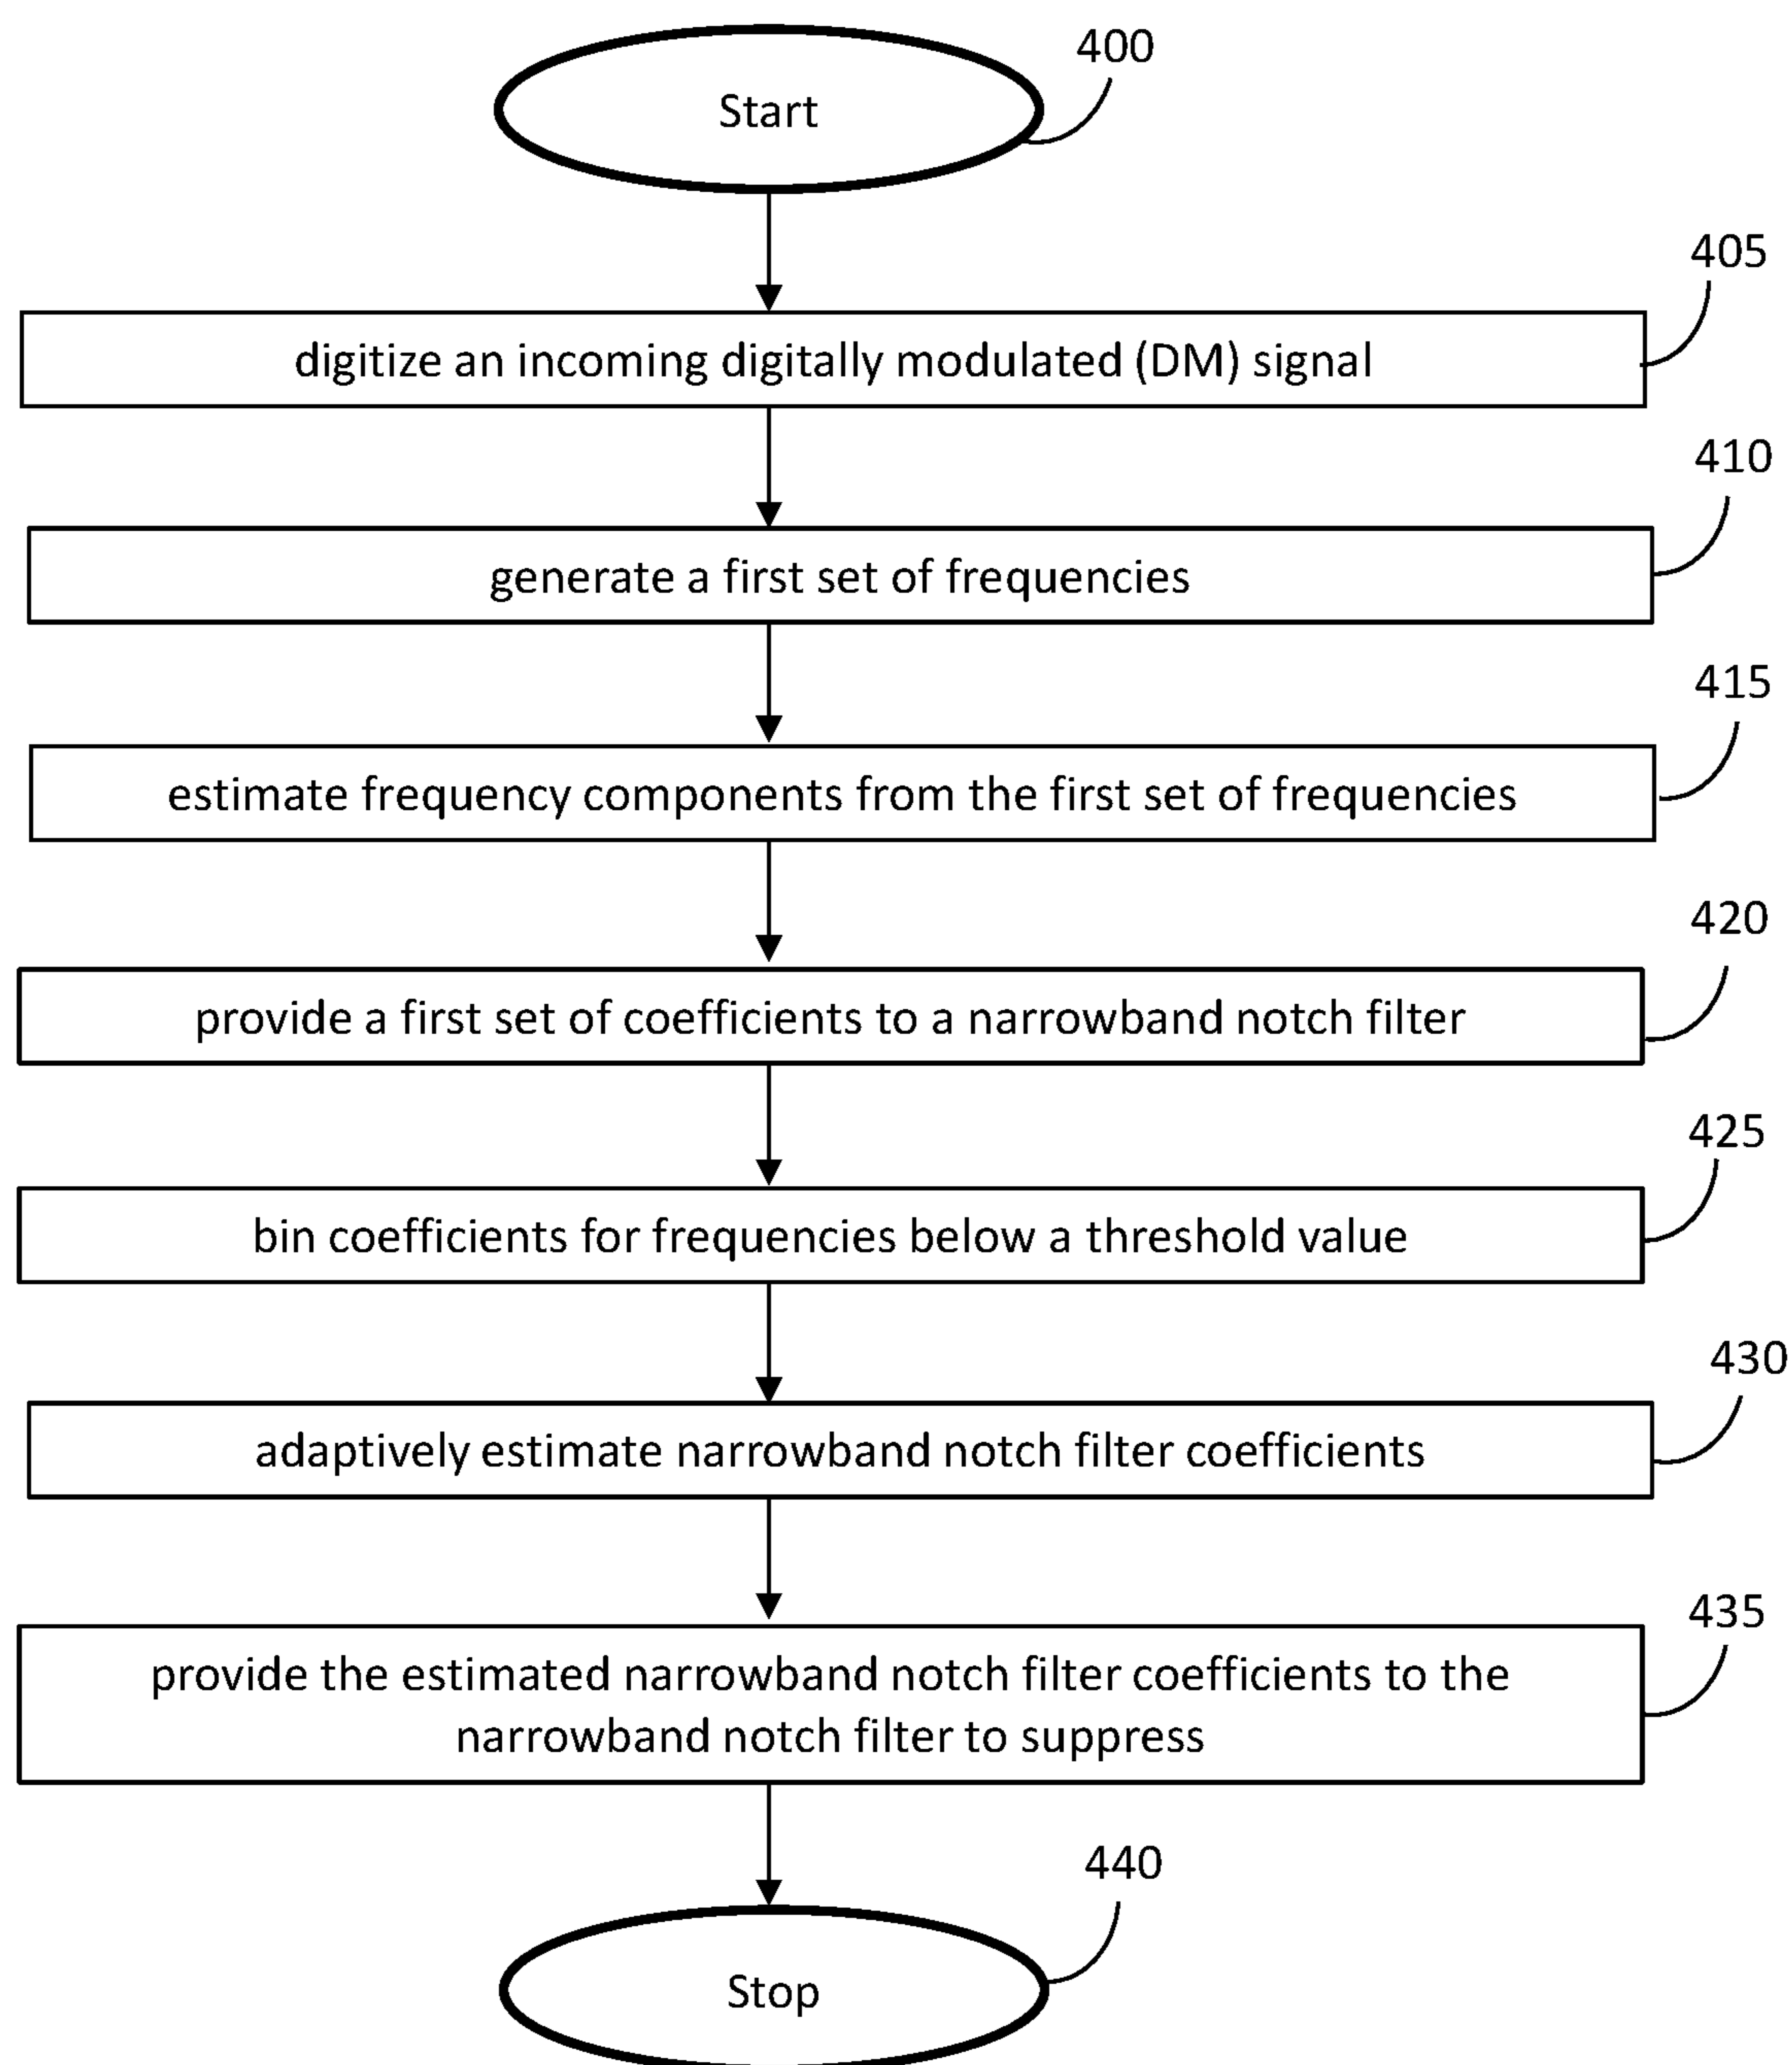 400
Start
405
digitize an incoming digitally modulated (DM) signal
410
generate a first set of frequencies
415
estimate frequency components from the first set of frequencies
420
provide a first set of coefficients to a narrowband notch filter
425
bin coefficients for frequencies below a threshold value
430
adaptively estimate narrowband notch filter coefficients
435
provide the estimated narrowband notch filter coefficients to the
narrowband notch filter to suppress
440
Stop